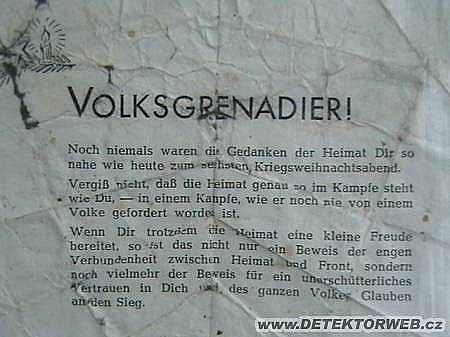 VOLKSGRENADIER!
Noch niemals waren die Gedanken der Heimat Dir so
nahe wie heute zum sechsten Kriegsweihnachtsabend.
Vergiß nicht, daß die Heimat genau so im Kampfe steht
wie Du, — in einem Kampfe, wie er noch nie von einem
Volke gefordert worden ist.
Wenn Dir trotzdem die Heimat eine kleine Freude
bereitet, so ist das nicht nur ein Beweis der engen
Verbundenheit zwischen Heimat und Front, sondern
noch vielmehr der Beweis für ein unerschütterliches
Vertrauen in Dich und des ganzen Volkes Glauben
an den Sieg.
www.DETEKTORWEB.cz